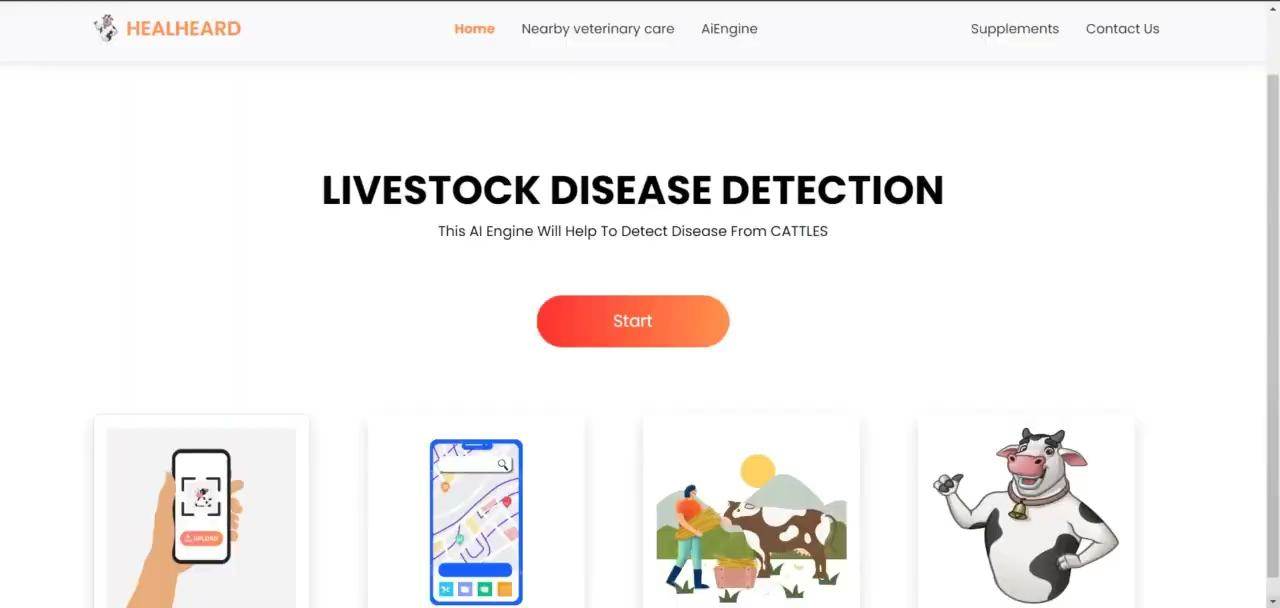 HEALHEARD
Home
Nearby veterinary care
AiEngine
Supplements
Contact Us
LIVESTOCK DISEASE DETECTION
This AI Engine Will Help To Detect Disease From CATTLES
Start
UPLOAD